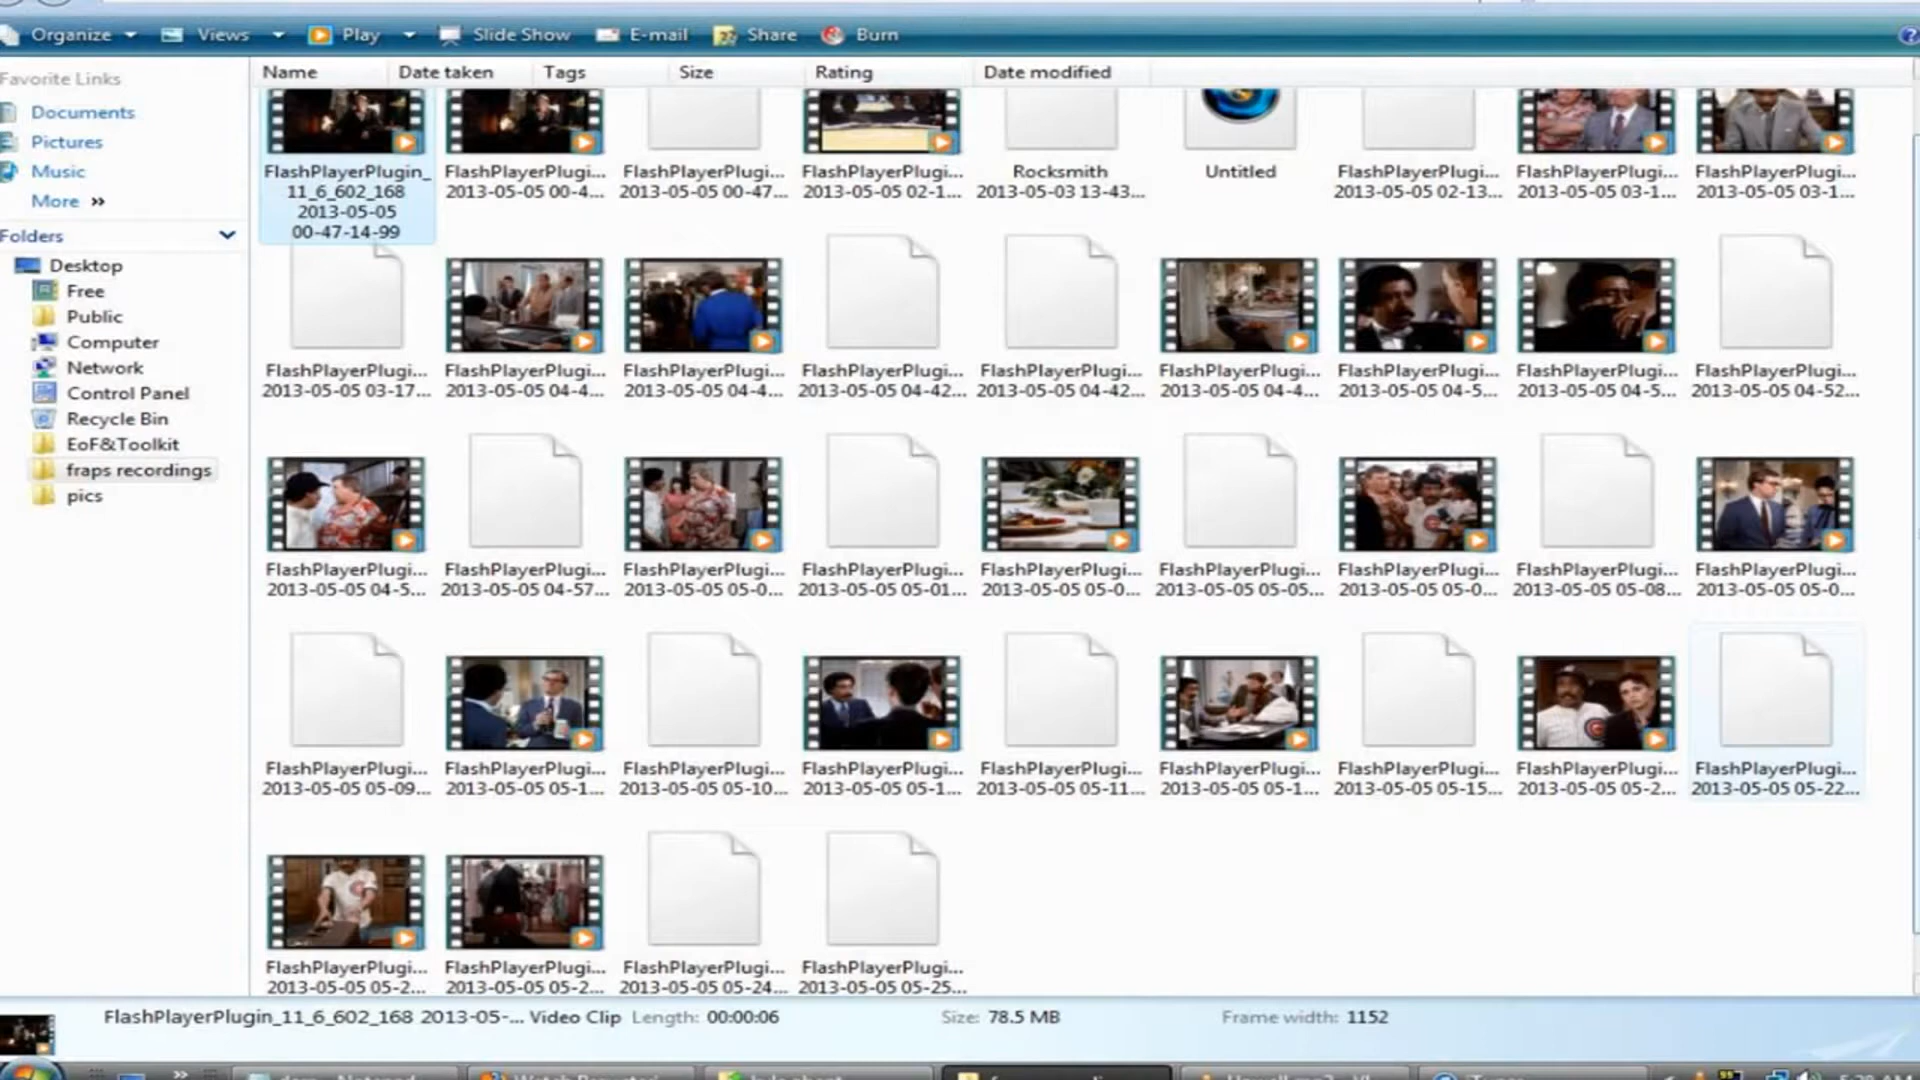 Organize Views Play Slide Show E-mail Share Burn
Favorite Links
Documents
Pictures
Music
More »
Folders
Desktop
Free
Public
Computer
Network
Control Panel
Recycle Bin
EoF&Toolkit
fraps recordings
pics
Name Date taken Tags Size Rating Date modified
FlashPlayerPlugin_
11_6_602_168
2013-05-05
00-47-14-99
FlashPlayerPlugi...
2013-05-05 00-4...
FlashPlayerPlugi...
2013-05-05 00-47...
FlashPlayerPlugi...
2013-05-05 02-1...
Rocksmith
2013-05-03 13-43...
Untitled
FlashPlayerPlugi...
2013-05-05 02-13...
FlashPlayerPlugi...
2013-05-05 03-1...
FlashPlayerPlugi...
2013-05-05 03-1...
FlashPlayerPlugi...
2013-05-05 03-17...
FlashPlayerPlugi...
2013-05-05 04-4...
FlashPlayerPlugi...
2013-05-05 04-4...
FlashPlayerPlugi...
2013-05-05 04-42...
FlashPlayerPlugi...
2013-05-05 04-42...
FlashPlayerPlugi...
2013-05-05 04-4...
FlashPlayerPlugi...
2013-05-05 04-5...
FlashPlayerPlugi...
2013-05-05 04-5...
FlashPlayerPlugi...
2013-05-05 04-52...
FlashPlayerPlugi...
2013-05-05 04-5...
FlashPlayerPlugi...
2013-05-05 04-57...
FlashPlayerPlugi...
2013-05-05 05-0...
FlashPlayerPlugi...
2013-05-05 05-01...
FlashPlayerPlugi...
2013-05-05 05-0...
FlashPlayerPlugi...
2013-05-05 05-05...
FlashPlayerPlugi...
2013-05-05 05-0...
FlashPlayerPlugi...
2013-05-05 05-08...
FlashPlayerPlugi...
2013-05-05 05-0...
FlashPlayerPlugi...
2013-05-05 05-09...
FlashPlayerPlugi...
2013-05-05 05-1...
FlashPlayerPlugi...
2013-05-05 05-10...
FlashPlayerPlugi...
2013-05-05 05-1...
FlashPlayerPlugi...
2013-05-05 05-11...
FlashPlayerPlugi...
2013-05-05 05-1...
FlashPlayerPlugi...
2013-05-05 05-15...
FlashPlayerPlugi...
2013-05-05 05-2...
FlashPlayerPlugi...
2013-05-05 05-22...
FlashPlayerPlugi...
2013-05-05 05-2...
FlashPlayerPlugi...
2013-05-05 05-2...
FlashPlayerPlugi...
2013-05-05 05-24...
FlashPlayerPlugi...
2013-05-05 05-25...
FlashPlayerPlugin_11_6_602_168 2013-05-... Video Clip Length: 00:00:06 Size: 78.5 MB Frame width: 1152